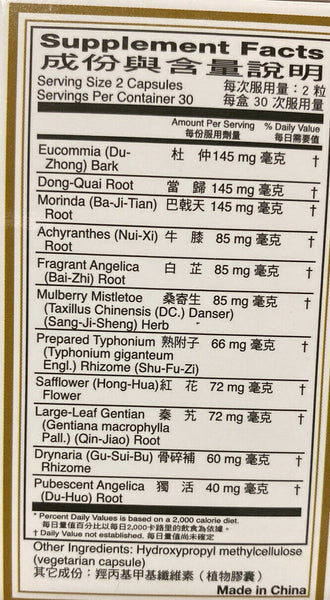 Supplement Facts
成份與含量說明
Serving Size 2 Capsules 每次服用量：2 粒
Servings Per Container 30 每盒 30 次服用量
Amount Per Serving % Daily Value
每份服用劑量 每日需要值
Eucommia (Du- 杜 仲 145 mg 毫克 †
Zhong) Bark
Dong-Quai Root 當 歸 145 mg 毫克 †
Morinda (Ba-Ji-Tian) 巴戟天 145 mg 毫克 †
Root
Achyranthes (Nui-Xi) 牛 膝 85 mg 毫克 †
Root
Fragrant Angelica 白 芷 85 mg 毫克 †
(Bai-Zhi) Root
Mulberry Mistletoe 桑寄生 85 mg 毫克 †
(Taxillus Chinensis (DC.) Danser)
(Sang-Ji-Sheng) Herb
Prepared Typhonium 熟附子 66 mg 毫克 †
(Typhonium giganteum
Engl.) Rhizome (Shu-Fu-Zi)
Safflower (Hong-Hua) 紅 花 72 mg 毫克 †
Flower
Large-Leaf Gentian 秦 艽 72 mg 毫克 †
(Gentiana macrophylla
Pall.) (Qin-Jiao) Root
Drynaria (Gu-Sui-Bu) 骨碎補 60 mg 毫克 †
Rhizome
Pubescent Angelica 獨 活 40 mg 毫克 †
(Du-Huo) Root
* Percent Daily Values is based on a 2,000 calorie diet.
每日量值百分比以每日2,000卡路里的飲食為依據。
† Daily Value not established. 每日量值尚未確定
Other Ingredients: Hydroxypropyl methylcellulose
(vegetarian capsule)
其它成份：羥丙基甲基纖維素（植物膠囊）
Made in China